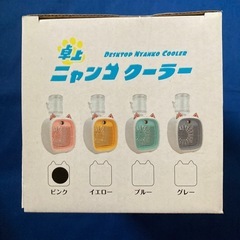 卓上
DESKTOP NYANKO COOLER
ニャンコクーラー
ピンク イエロー ブルー グレー